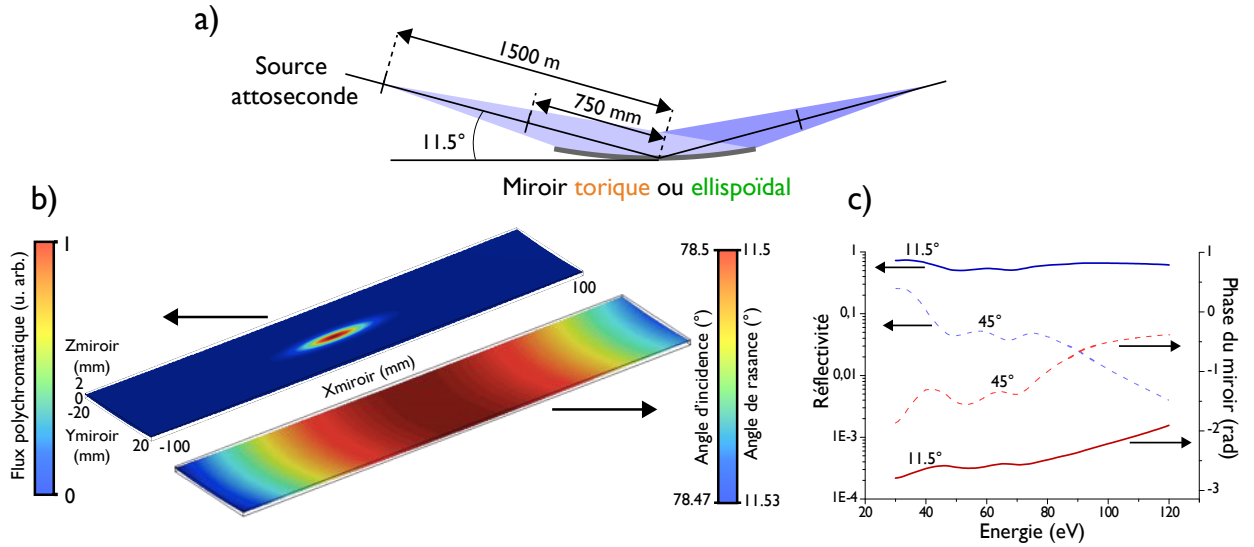 a)
1500 m
Source
attoseconde
750 mm
11.5°
Miroir torique ou ellispoïdal
b)
Flux polychromatique (u. arb.)
1
0
100
Zmiroir
(mm)
2
0
-20
Ymiroir
(mm)
20
-100
Xmiroir (mm)
78.5
11.5
Angle d'incidence (°)
Angle de rasance (°)
78.47
11.53
c)
Réflectivité
1
0,1
0,01
1E-3
1E-4
11.5°
45°
45°
11.5°
1
0
-1
-2
-3
Phase du miroir (rad)
20
40
60
80
100
120
Energie (eV)